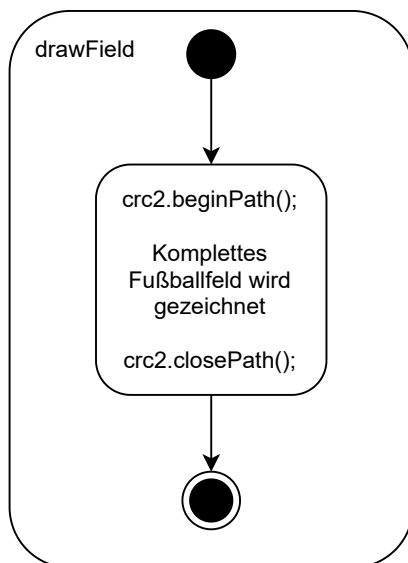 drawField
crc2.beginPath();
Komplettes
Fußballfeld wird
gezeichnet
crc2.closePath();